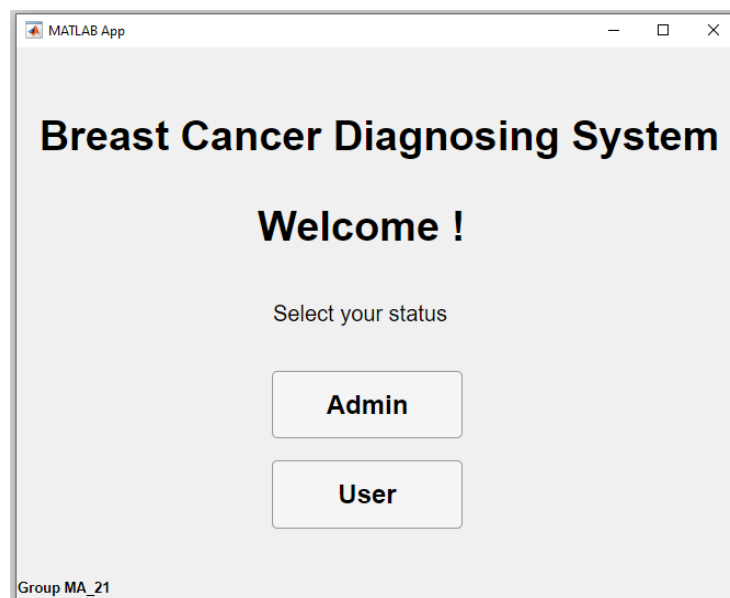 MATLAB App
Breast Cancer Diagnosing System
Welcome !
Select your status
Admin
User
Group MA_21